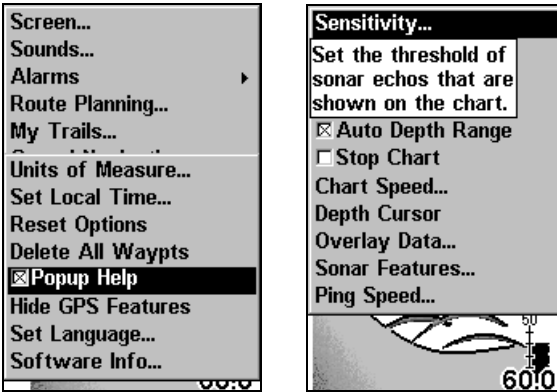 Screen...
Sounds...
Alarms
Route Planning...
My Trails...
Units of Measure...
Set Local Time...
Reset Options
Delete All Waypts
Popup Help
Hide GPS Features
Set Language...
Software Info...
Sensitivity...
Set the threshold of
sonar echos that are
shown on the chart.
Auto Depth Range
Stop Chart
Chart Speed...
Depth Cursor
Overlay Data...
Sonar Features...
Ping Speed...
50
60.0